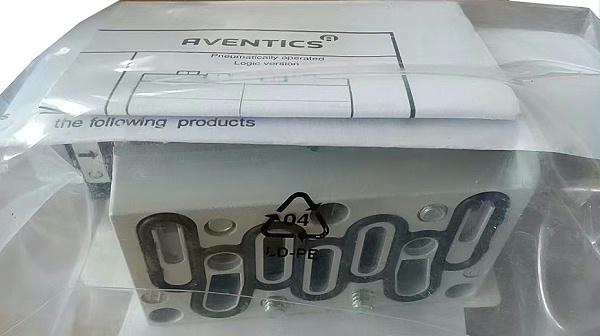 AVENTICS®
Pneumatically operated
Logic version
the following products
04
LD-PE